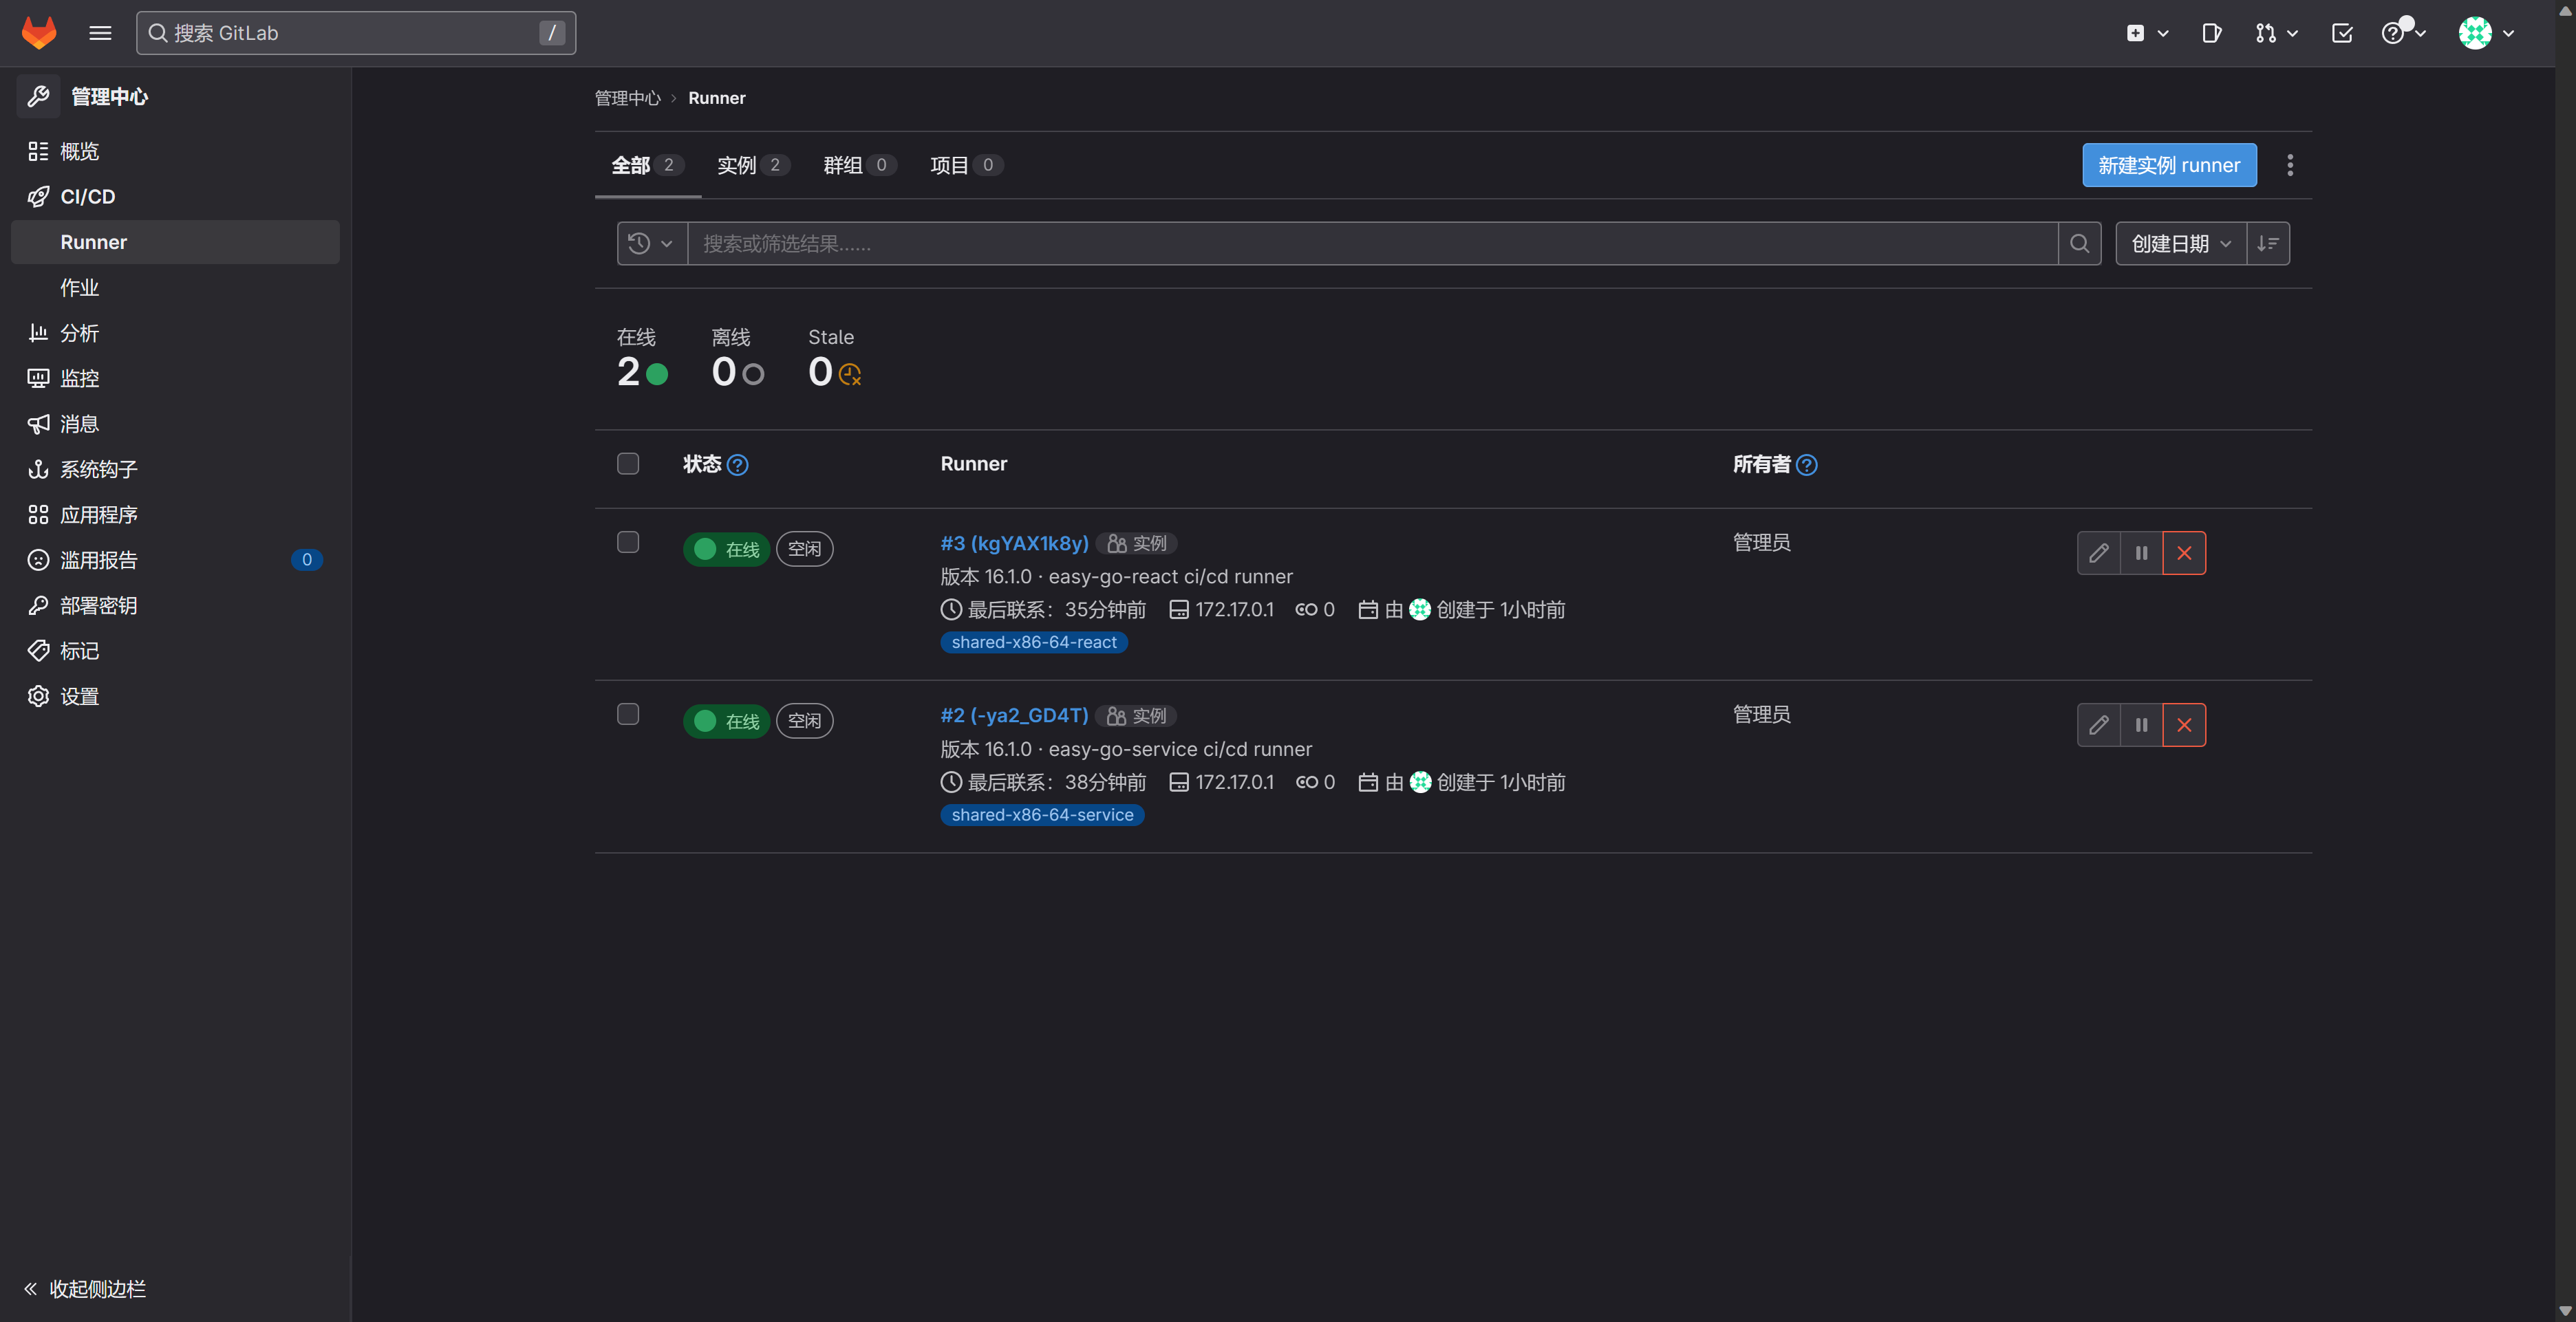 搜索 GitLab /
管理中心
概览
CI/CD
Runner
作业
分析
监控
消息
系统钩子
应用程序
滥用报告 0
部署密钥
标记
设置
收起侧边栏
管理中心 › Runner
全部 2 实例 2 群组 0 项目 0 新建实例 runner
搜索或筛选结果...... 创建日期
在线 离线 Stale
2 0 0
状态 Runner 所有者
在线 空闲 #3 (kgYAX1k8y) 实例 管理员
版本 16.1.0 · easy-go-react ci/cd runner
最后联系：35分钟前 172.17.0.1 0 由 创建于 1小时前
shared-x86-64-react
在线 空闲 #2 (-ya2_GD4T) 实例 管理员
版本 16.1.0 · easy-go-service ci/cd runner
最后联系：38分钟前 172.17.0.1 0 由 创建于 1小时前
shared-x86-64-service